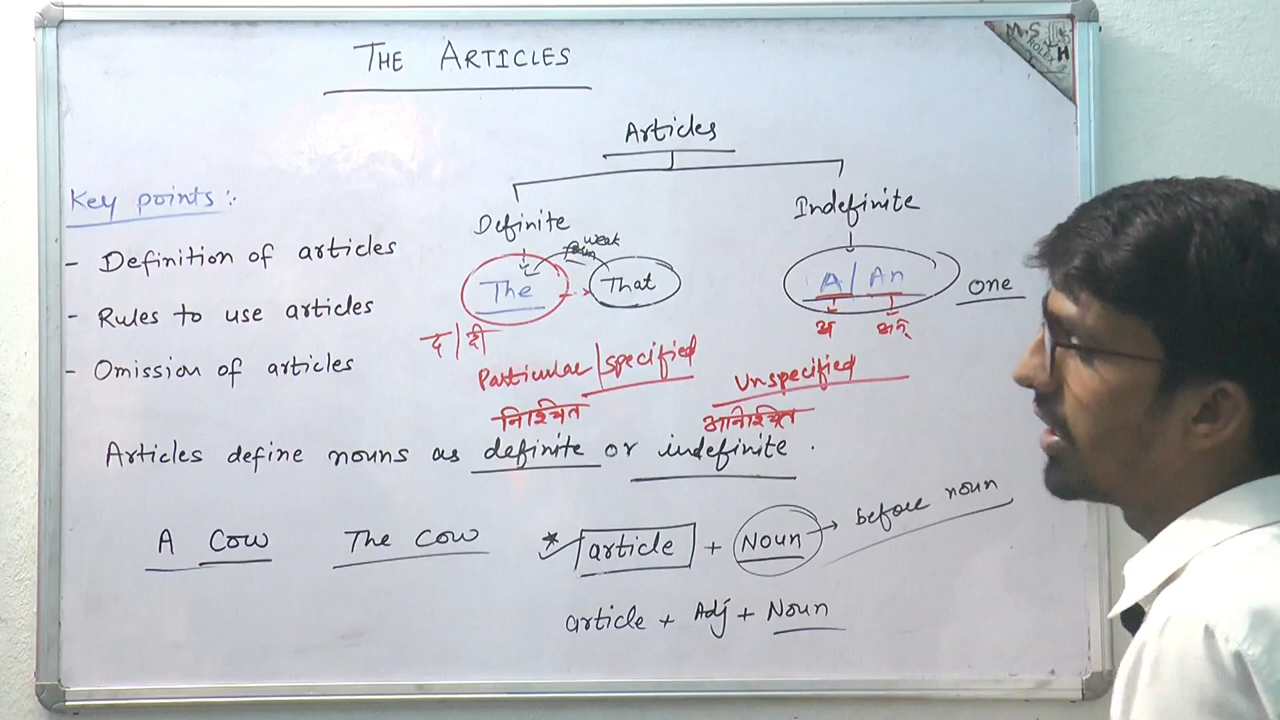 THE ARTICLES
Articles
Key points :-
Definite
Indefinite
- Definition of articles
weak
The
That
A/An
one
- Rules to use articles
द/दी
अ
अन्
- Omission of articles
Particular/specified
Unspecified
निश्चित
अनिश्चित
Articles define nouns as definite or indefinite.
A Cow
The Cow
* article + Noun → before noun
article + Adj + Noun
M.S
ROLEX